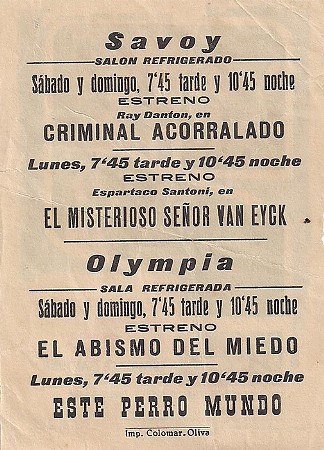 Savoy
SALON REFRIGERADO
Sábado y domingo, 7'45 tarde y 10'45 noche
ESTRENO
Ray Danton, en
CRIMINAL ACORRALADO
Lunes, 7'45 tarde y 10'45 noche
ESTRENO
Espartaco Santoni, en
EL MISTERIOSO SEÑOR VAN EYCK
Olympia
SALA REFRIGERADA
Sábado y domingo, 7'45 tarde y 10'45 noche
ESTRENO
EL ABISMO DEL MIEDO
Lunes, 7'45 tarde y 10'45 noche
ESTE PERRO MUNDO
Imp. Colomar.-Oliva